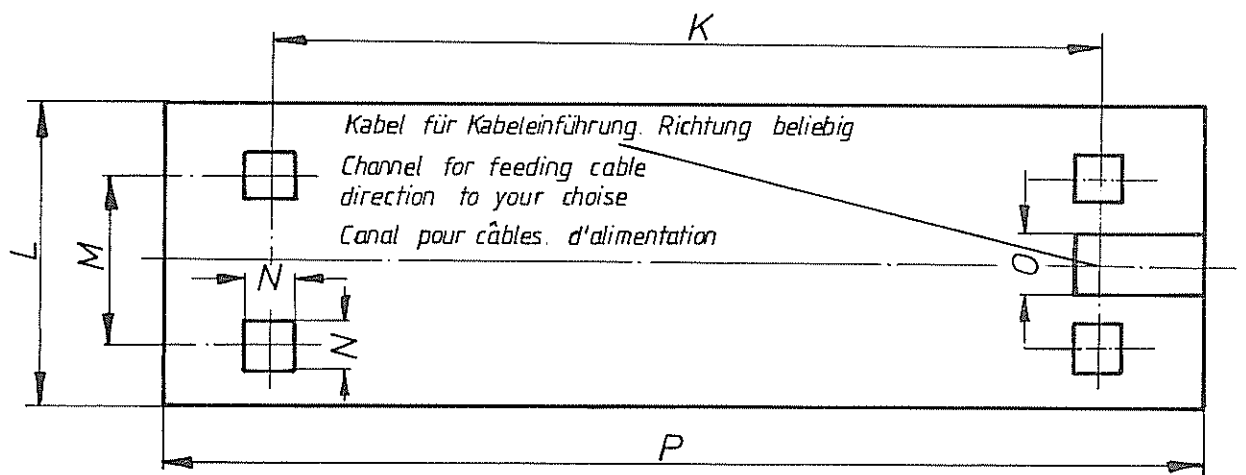 K
Kabel für Kabeleinführung. Richtung beliebig
Channel for feeding cable
direction to your choise
Canal pour câbles. d'alimentation
L
M
N
N
O
P